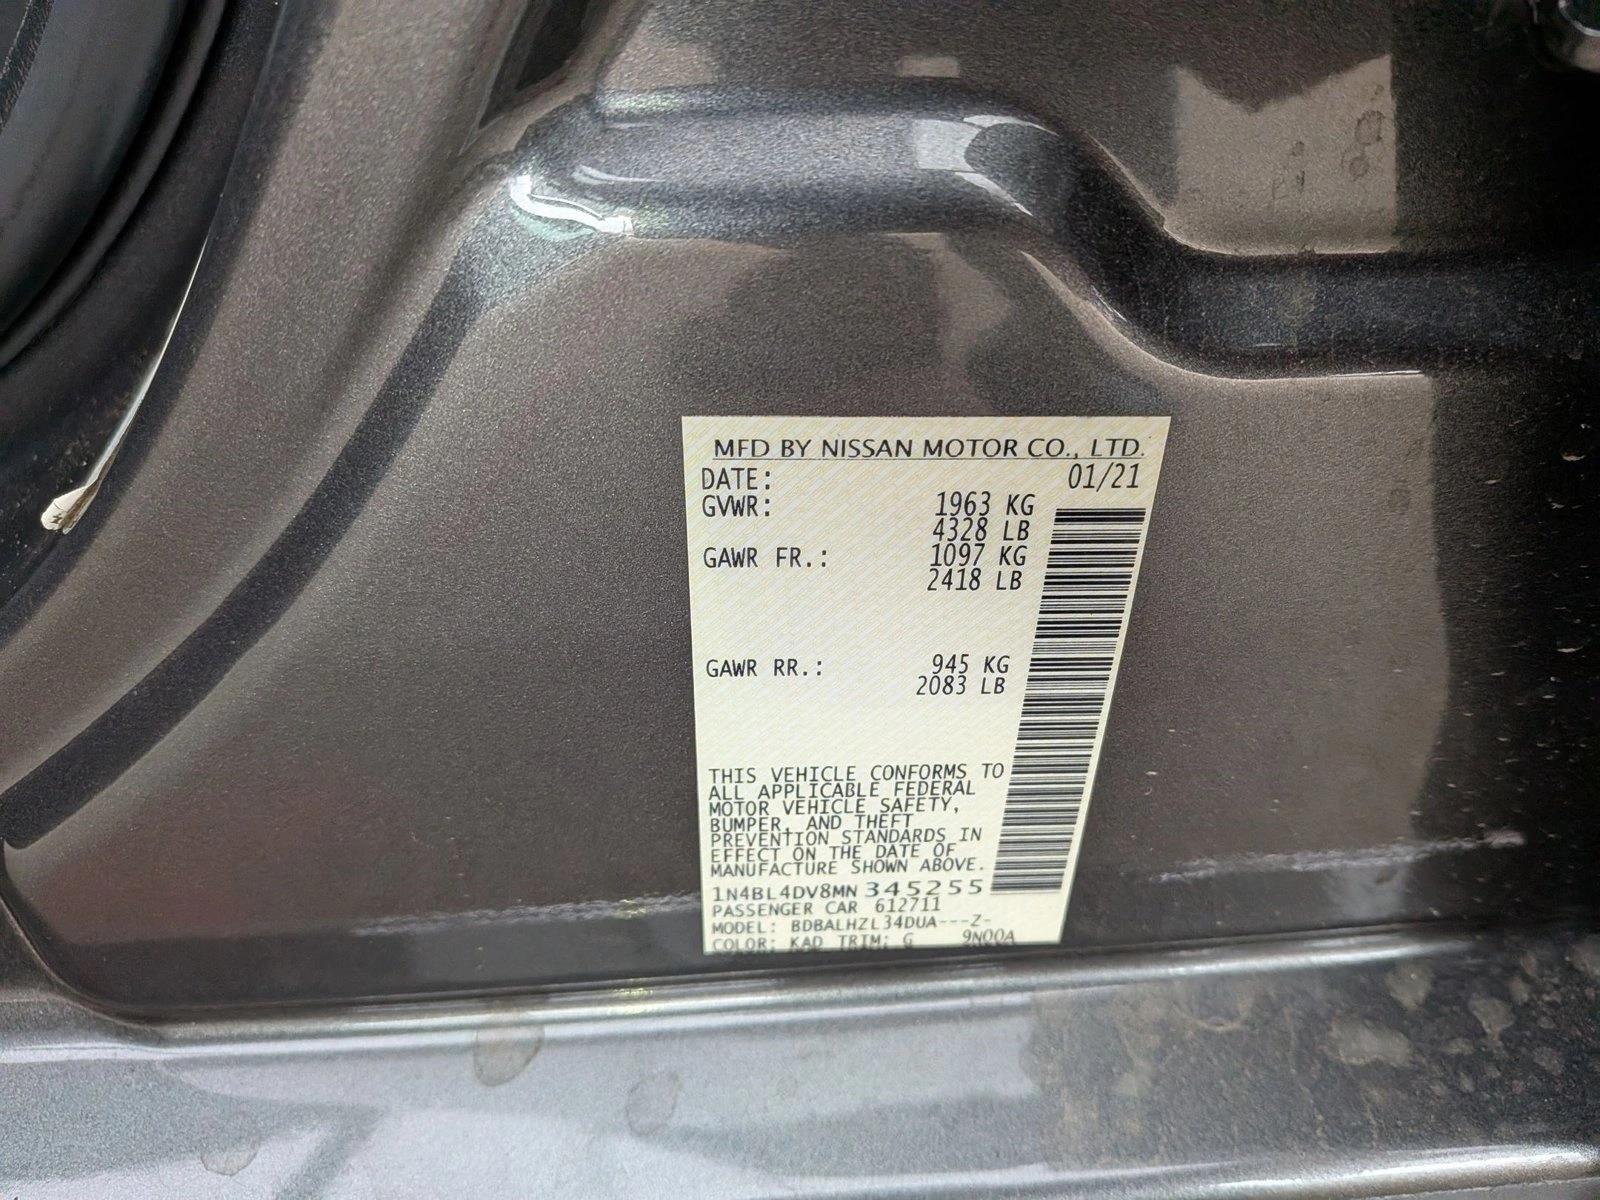 MFD BY NISSAN MOTOR CO., LTD.
DATE: 01/21
GVWR: 1963 KG
4328 LB
GAWR FR.: 1097 KG
2418 LB
GAWR RR.: 945 KG
2083 LB
THIS VEHICLE CONFORMS TO
ALL APPLICABLE FEDERAL
MOTOR VEHICLE SAFETY,
BUMPER, AND THEFT
PREVENTION STANDARDS IN
EFFECT ON THE DATE OF
MANUFACTURE SHOWN ABOVE.
1N4BL4DV8MN 345255
PASSENGER CAR 612711
MODEL: BDBALHZL34DUA---Z-
COLOR: KAD TRIM: G 9N00A